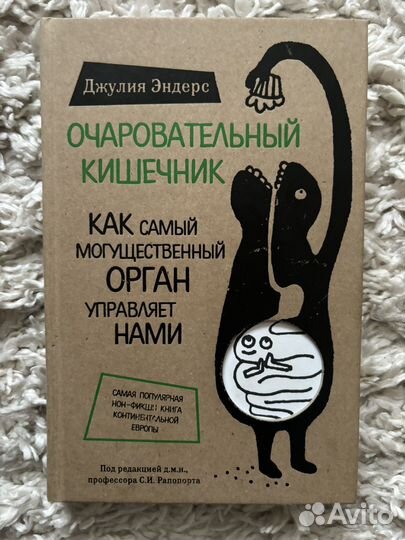 Джулия Эндерс
ОЧАРОВАТЕЛЬНЫЙ
КИШЕЧНИК
КАК САМЫЙ
МОГУЩЕСТВЕННЫЙ
ОРГАН
УПРАВЛЯЕТ
НАМИ
САМАЯ ПОПУЛЯРНАЯ
НОН-ФИКШН КНИГА
КОНТИНЕНТАЛЬНОЙ
ЕВРОПЫ
Под редакцией д.м.н.,
профессора С.И. Рапопорта
Avito